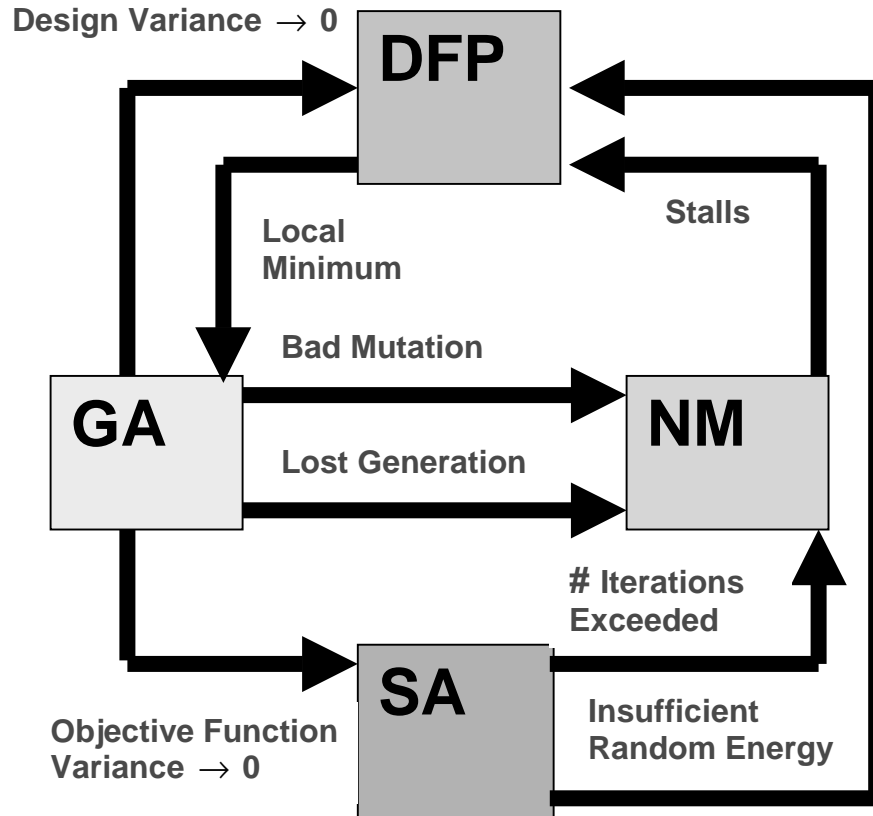 Design Variance → 0
DFP
Stalls
Local
Minimum
Bad Mutation
GA
NM
Lost Generation
# Iterations
Exceeded
SA
Objective Function
Variance → 0
Insufficient
Random Energy